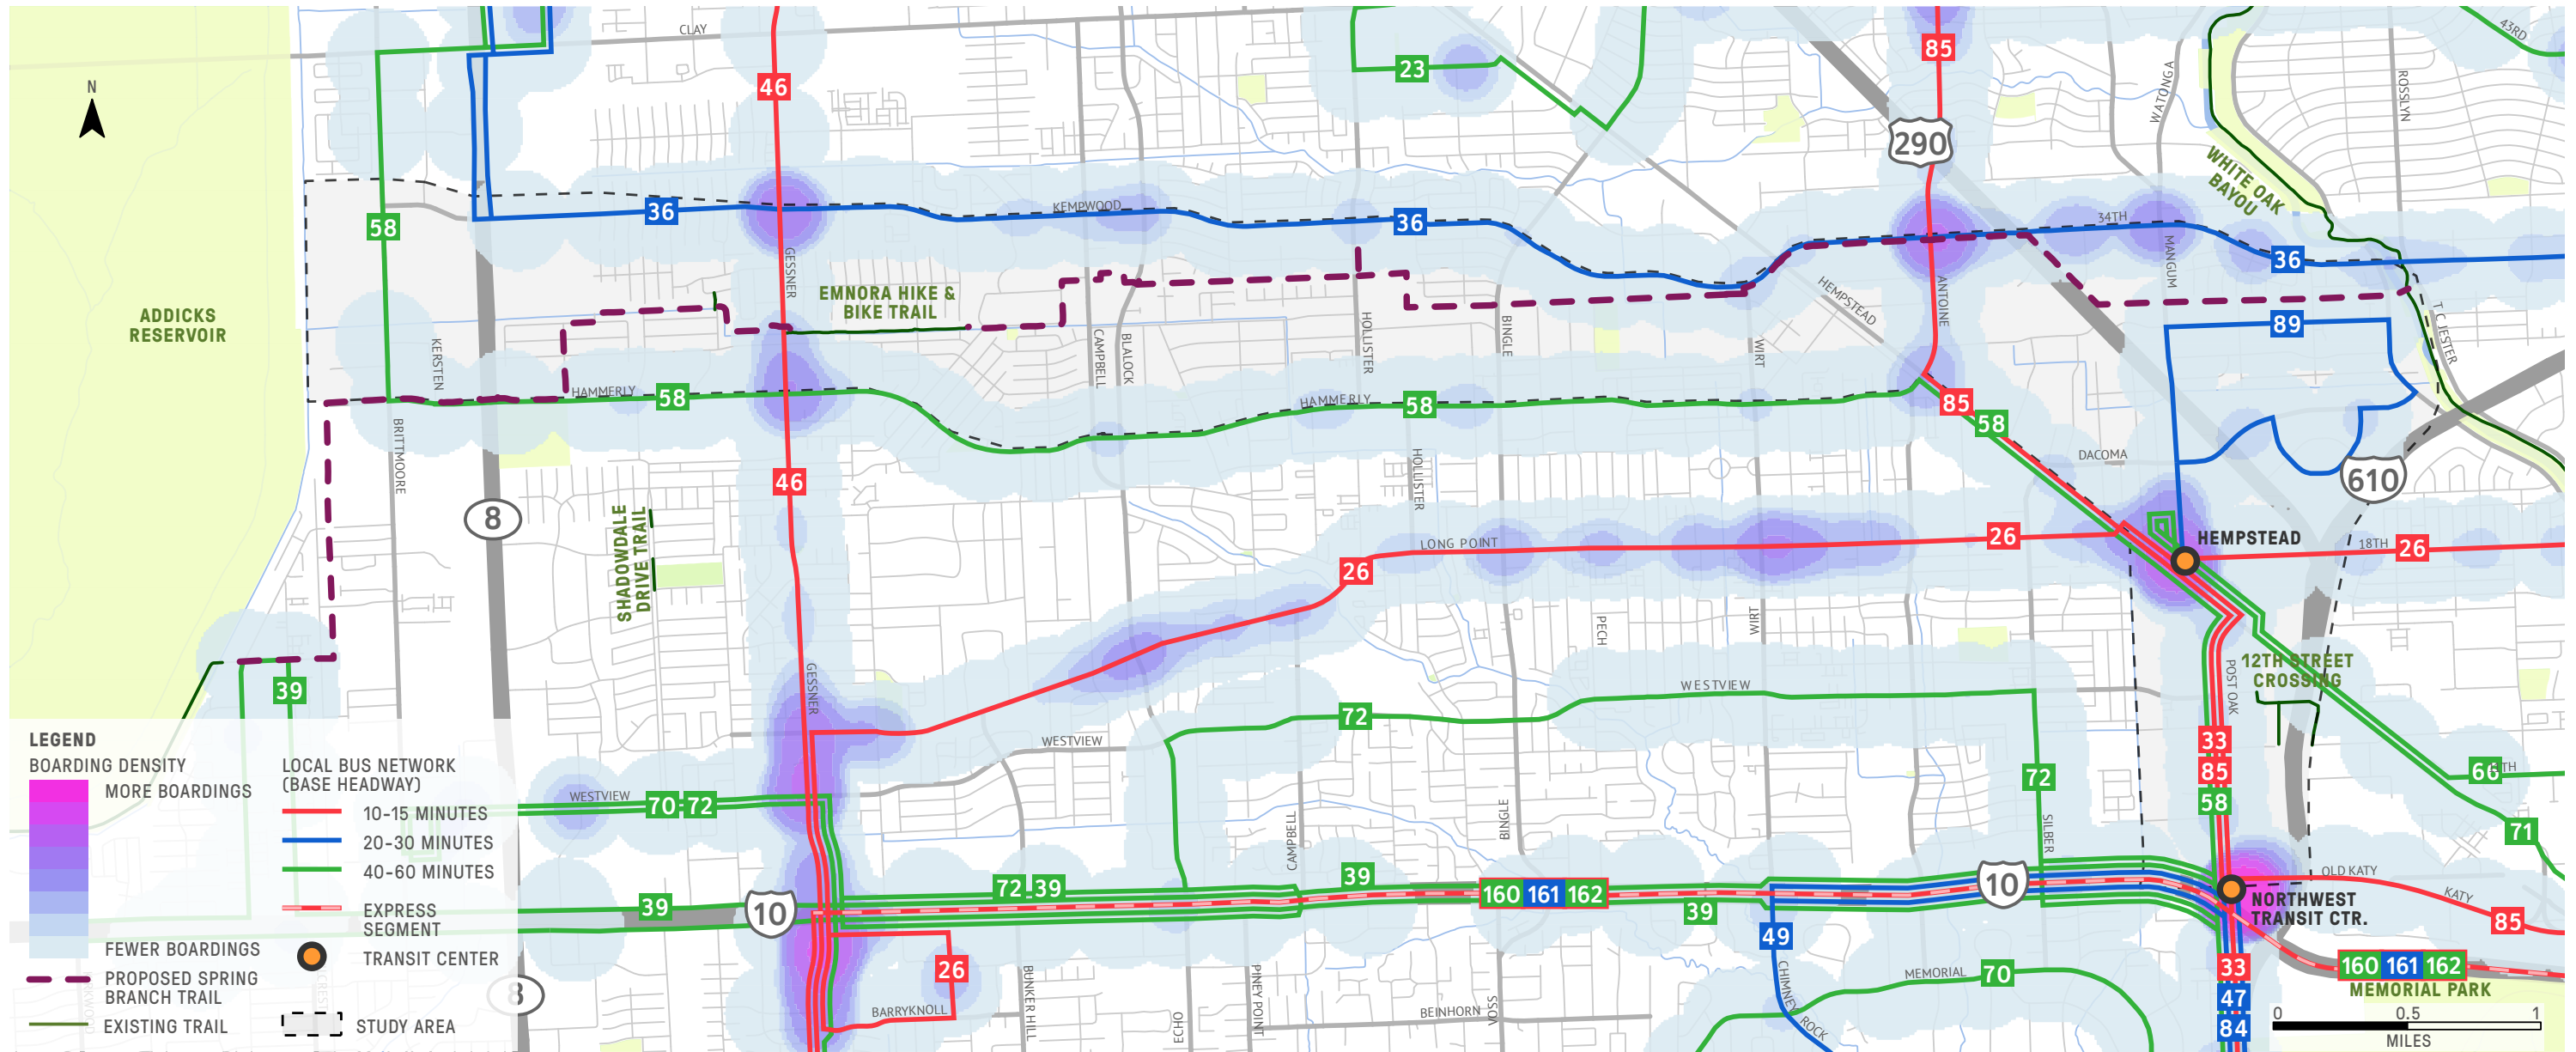 CLAY
43RD
N
46
23
85
290
WATONGA
ROSSLYN
WHITE OAK
BAYOU
58
36
KEMPWOOD
36
34TH
36
GESSNER
MANGUM
ADDICKS
RESERVOIR
EMNORA HIKE &
BIKE TRAIL
HEMPSTEAD
ANTOINE
89
T C JESTER
KERSTEN
CAMPBELL
BLALOCK
HOLLISTER
BINGLE
WIRT
HAMMERLY
58
HAMMERLY
58
85
58
BRITTMOORE
HOLLISTER
DACOMA
610
46
8
SHADOWDALE
DRIVE TRAIL
LONG POINT
26
26
HEMPSTEAD
18TH
26
PECH
WIRT
39
GESSNER
WESTVIEW
72
WESTVIEW
12TH STREET
CROSSING
POST OAK
33
85
58
66
71
72
SILBER
WESTVIEW
70
72
CAMPBELL
BINGLE
39
10
72
39
39
160 161 162
39
10
OLD KATY
KATY
85
NORTHWEST
TRANSIT CTR.
49
26
8
BUNKER HILL
PINEY POINT
ECHO
BARRYKNOLL
BEINHORN
VOSS
CHIMNEY
ROCK
MEMORIAL
70
33
47
84
160 161 162
MEMORIAL PARK
0 0.5 1
MILES
LEGEND
BOARDING DENSITY
MORE BOARDINGS
FEWER BOARDINGS
PROPOSED SPRING
BRANCH TRAIL
EXISTING TRAIL
LOCAL BUS NETWORK
(BASE HEADWAY)
10-15 MINUTES
20-30 MINUTES
40-60 MINUTES
EXPRESS
SEGMENT
TRANSIT CENTER
STUDY AREA